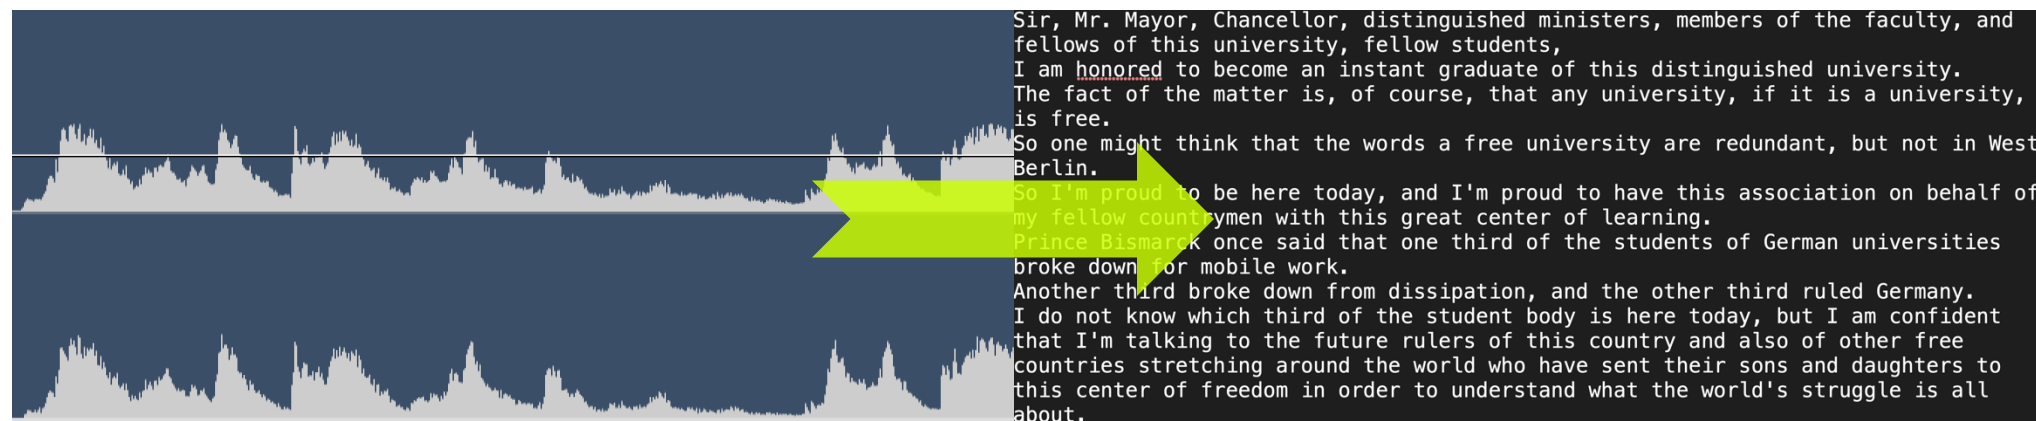 Sir, Mr. Mayor, Chancellor, distinguished ministers, members of the faculty, and
fellows of this university, fellow students,
I am honored to become an instant graduate of this distinguished university.
The fact of the matter is, of course, that any university, if it is a university,
is free.
So one might think that the words a free university are redundant, but not in West
Berlin.
So I'm proud to be here today, and I'm proud to have this association on behalf of
my fellow countrymen with this great center of learning.
Prince Bismarck once said that one third of the students of German universities
broke down for mobile work.
Another third broke down from dissipation, and the other third ruled Germany.
I do not know which third of the student body is here today, but I am confident
that I'm talking to the future rulers of this country and also of other free
countries stretching around the world who have sent their sons and daughters to
this center of freedom in order to understand what the world's struggle is all
about.